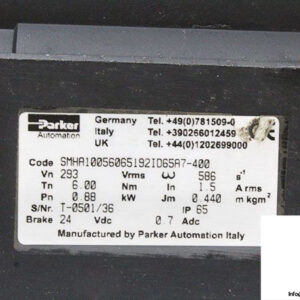 Parker
Automation
Germany Tel. +49(0)781509-0
Italy Tel. +390266012459
UK Tel. +44(0)1202699000
Code SMHA10056065192ID65A7-400
Vn 293 Vrms ω 586 s⁻¹
Tn 6.00 Nm In 1.5 A rms
Pn 0.88 kW Jm 0.440 m kgm²
S/Nr. T-0501/36 IP 65
Brake 24 Vdc 0.7 Adc
Manufactured by Parker Automation Italy